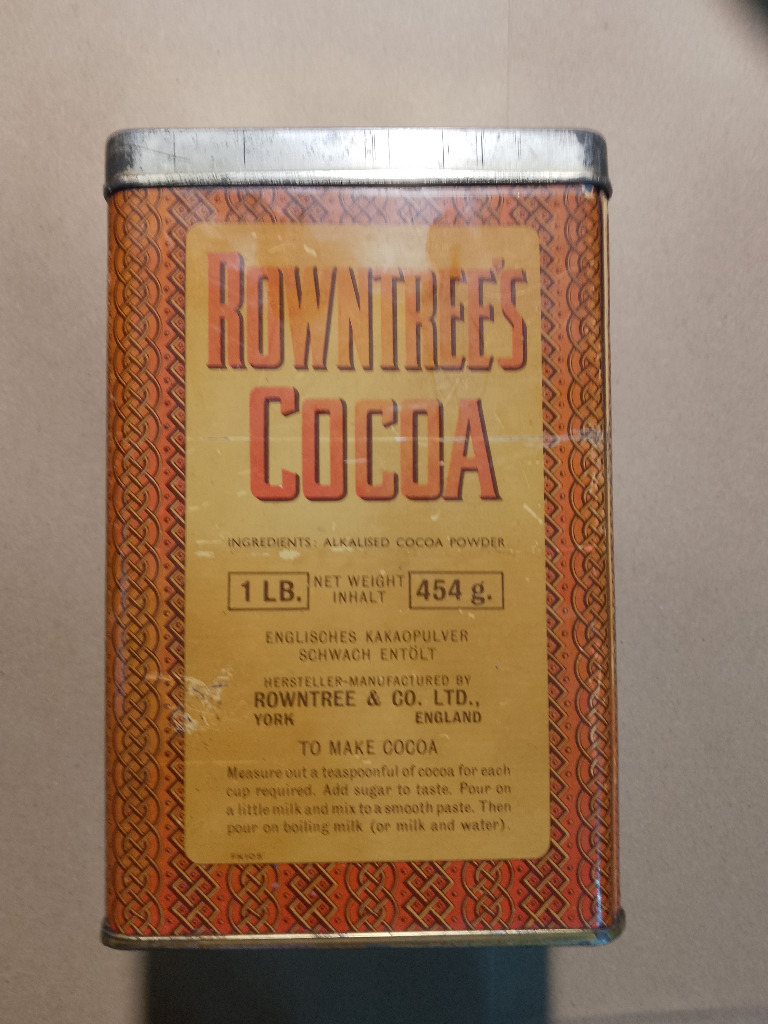 ROWNTREE'S
COCOA
INGREDIENTS: ALKALISED COCOA POWDER
1 LB. NET WEIGHT 454 g.
INHALT
ENGLISCHES KAKAOPULVER
SCHWACH ENTÖLT
HERSTELLER-MANUFACTURED BY
ROWNTREE & CO. LTD.,
YORK ENGLAND
TO MAKE COCOA
Measure out a teaspoonful of cocoa for each
cup required. Add sugar to taste. Pour on
a little milk and mix to a smooth paste. Then
pour on boiling milk (or milk and water).